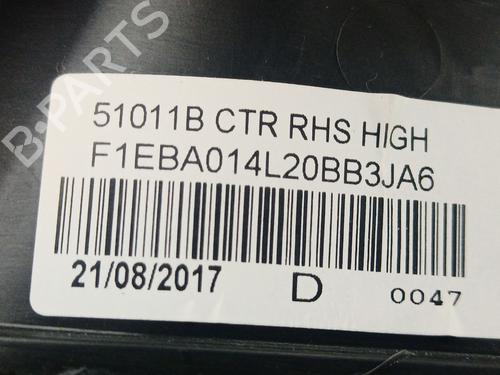 B-PARTS
51011B CTR RHS HIGH
F1EBA014L20BB3JA6
21/08/2017 D 0047